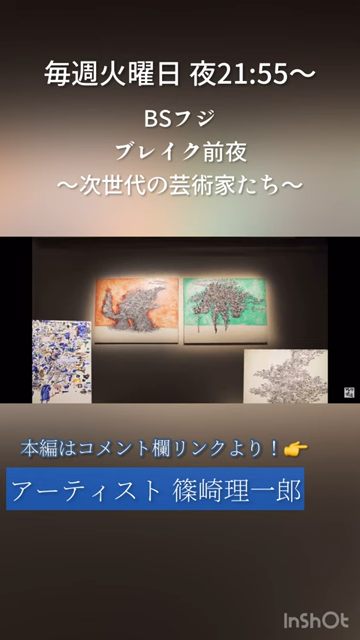 毎週火曜日 夜21:55〜
BSフジ
ブレイク前夜
〜次世代の芸術家たち〜
本編はコメント欄リンクより！👉
アーティスト 篠崎理一郎
InShOt